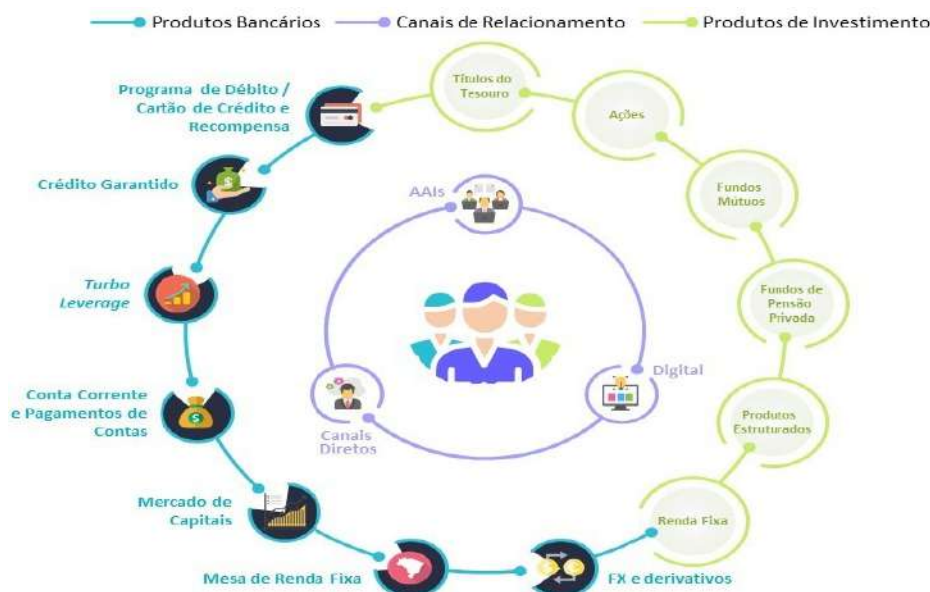 Produtos Bancários
Canais de Relacionamento
Produtos de Investimento
Programa de Débito /
Cartão de Crédito e
Recompensa
Títulos do
Tesouro
Ações
Crédito Garantido
AAIs
Fundos
Mútuos
Turbo
Leverage
Fundos de
Pensão
Privada
Conta Corrente
e Pagamentos de
Contas
Canais
Diretos
Digital
Produtos
Estruturados
Mercado de
Capitais
Renda Fixa
Mesa de Renda Fixa
FX e derivativos